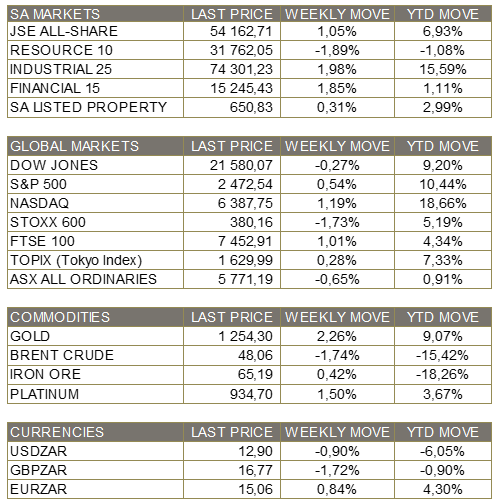 SA MARKETS LAST PRICE WEEKLY MOVE YTD MOVE
JSE ALL-SHARE 54 162,71 1,05% 6,93%
RESOURCE 10 31 762,05 -1,89% -1,08%
INDUSTRIAL 25 74 301,23 1,98% 15,59%
FINANCIAL 15 15 245,43 1,85% 1,11%
SA LISTED PROPERTY 650,83 0,31% 2,99%
GLOBAL MARKETS LAST PRICE WEEKLY MOVE YTD MOVE
DOW JONES 21 580,07 -0,27% 9,20%
S&P 500 2 472,54 0,54% 10,44%
NASDAQ 6 387,75 1,19% 18,66%
STOXX 600 380,16 -1,73% 5,19%
FTSE 100 7 452,91 1,01% 4,34%
TOPIX (Tokyo Index) 1 629,99 0,28% 7,33%
ASX ALL ORDINARIES 5 771,19 -0,65% 0,91%
COMMODITIES LAST PRICE WEEKLY MOVE YTD MOVE
GOLD 1 254,30 2,26% 9,07%
BRENT CRUDE 48,06 -1,74% -15,42%
IRON ORE 65,19 0,42% -18,26%
PLATINUM 934,70 1,50% 3,67%
CURRENCIES LAST PRICE WEEKLY MOVE YTD MOVE
USDZAR 12,90 -0,90% -6,05%
GBPZAR 16,77 -1,72% -0,90%
EURZAR 15,06 0,84% 4,30%